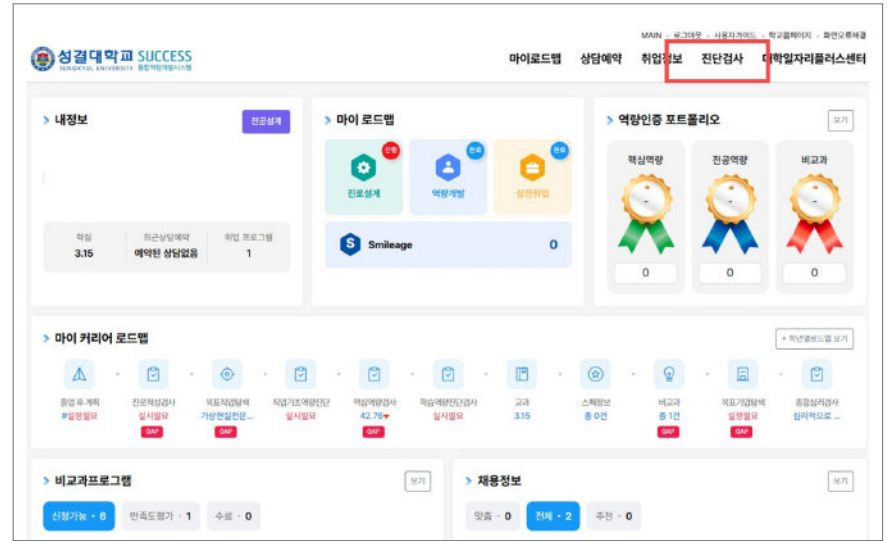 MAIN · 로그아웃 · 사용자가이드 · 학교홈페이지 · 화면오류해결
성결대학교 SUCCESS
SUNGKYUL UNIVERSITY 통합역량개발시스템
마이로드맵 상담예약 취업정보 진단검사 대학일자리플러스센터
내정보
전공설계
학점
3.15
최근상담예약
예약된 상담없음
취업 프로그램
1
마이 로드맵
진행
진로설계
완료
역량개발
완료
실전취업
S Smileage 0
역량인증 포트폴리오
보기
핵심역량
0
전공역량
0
비교과
0
마이 커리어 로드맵
+ 학년별로드맵 보기
졸업 후 계획
#설정필요
진로적성검사
실시필요
GAP
목표직업탐색
가상현실전문...
GAP
직업기초역량진단
실시필요
핵심역량검사
42.76▼
GAP
학습역량진단검사
실시필요
교과
3.15
스펙정보
총 0건
비교과
총 1건
GAP
목표기업탐색
설정필요
GAP
종합심리검사
심리적으로 ...
비교과프로그램
보기
신청가능 · 6 만족도평가 · 1 수료 · 0
채용정보
보기
맞춤 · 0 전체 · 2 추천 · 0